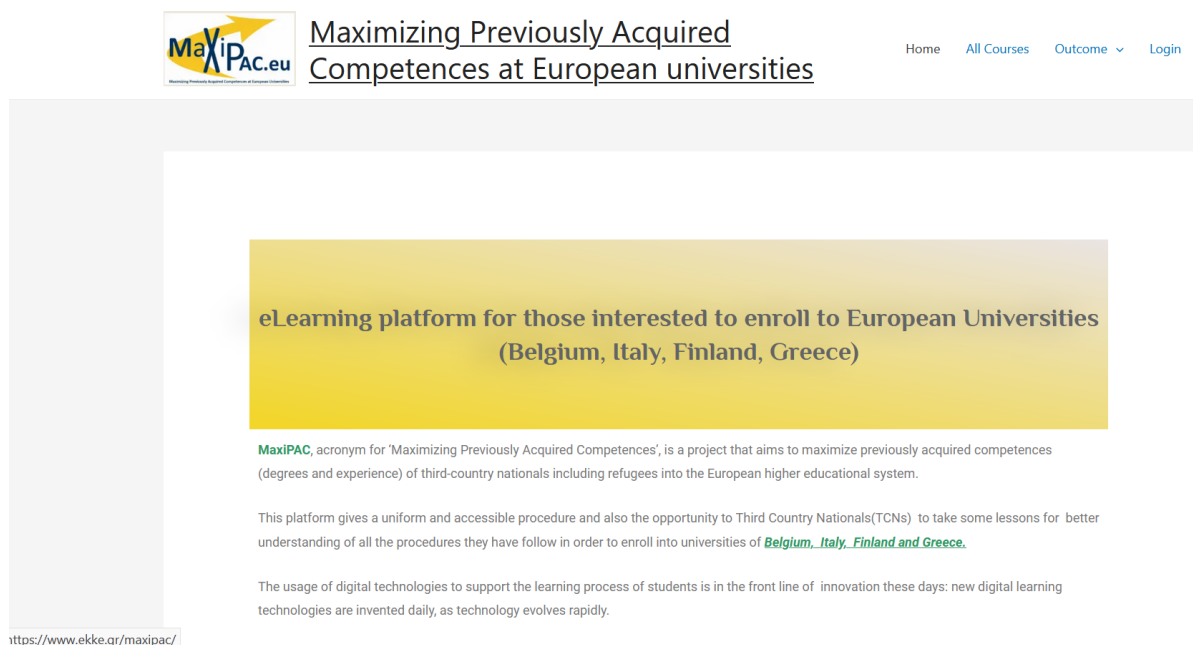 MaXiPAC.eu
Maximizing Previously Acquired Competences at European Universities
Maximizing Previously Acquired
Competences at European universities
Home All Courses Outcome Login
eLearning platform for those interested to enroll to European Universities
(Belgium, Italy, Finland, Greece)
MaxiPAC, acronym for ‘Maximizing Previously Acquired Competences’, is a project that aims to maximize previously acquired competences
(degrees and experience) of third-country nationals including refugees into the European higher educational system.
This platform gives a uniform and accessible procedure and also the opportunity to Third Country Nationals(TCNs) to take some lessons for better
understanding of all the procedures they have follow in order to enroll into universities of Belgium, Italy, Finland and Greece.
The usage of digital technologies to support the learning process of students is in the front line of innovation these days: new digital learning
technologies are invented daily, as technology evolves rapidly.
https://www.ekke.gr/maxipac/